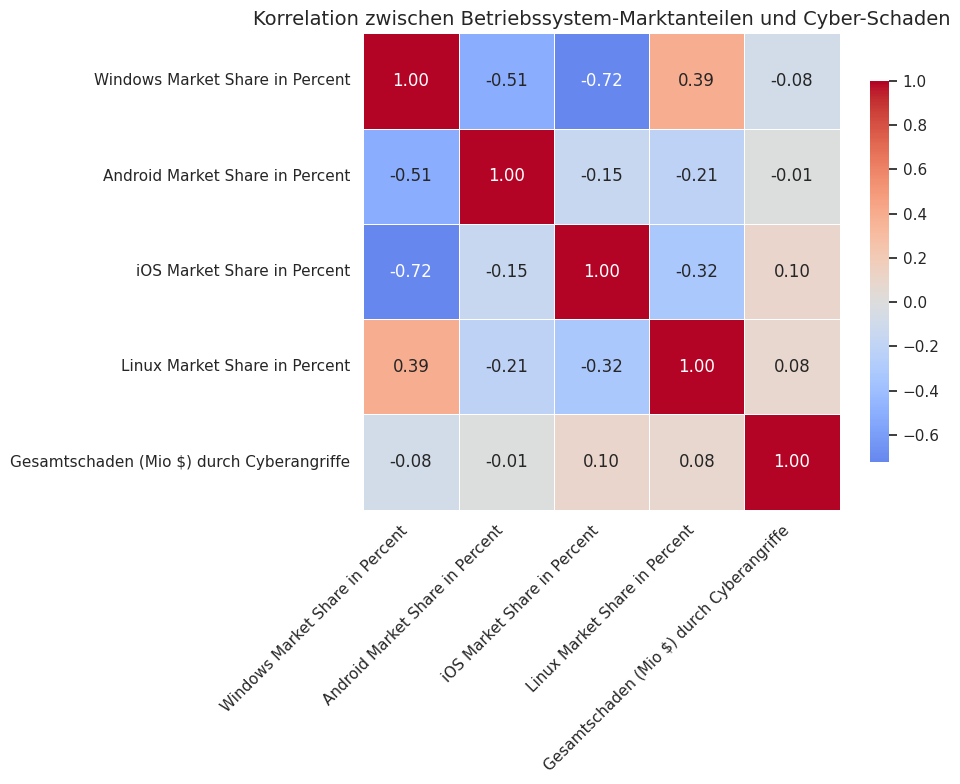 Korrelation zwischen Betriebssystem-Marktanteilen und Cyber-Schaden
Windows Market Share in Percent 1.00 -0.51 -0.72 0.39 -0.08
Android Market Share in Percent -0.51 1.00 -0.15 -0.21 -0.01
iOS Market Share in Percent -0.72 -0.15 1.00 -0.32 0.10
Linux Market Share in Percent 0.39 -0.21 -0.32 1.00 0.08
Gesamtschaden (Mio $) durch Cyberangriffe -0.08 -0.01 0.10 0.08 1.00
Windows Market Share in Percent
Android Market Share in Percent
iOS Market Share in Percent
Linux Market Share in Percent
Gesamtschaden (Mio $) durch Cyberangriffe
1.0
0.8
0.6
0.4
0.2
0.0
−0.2
−0.4
−0.6